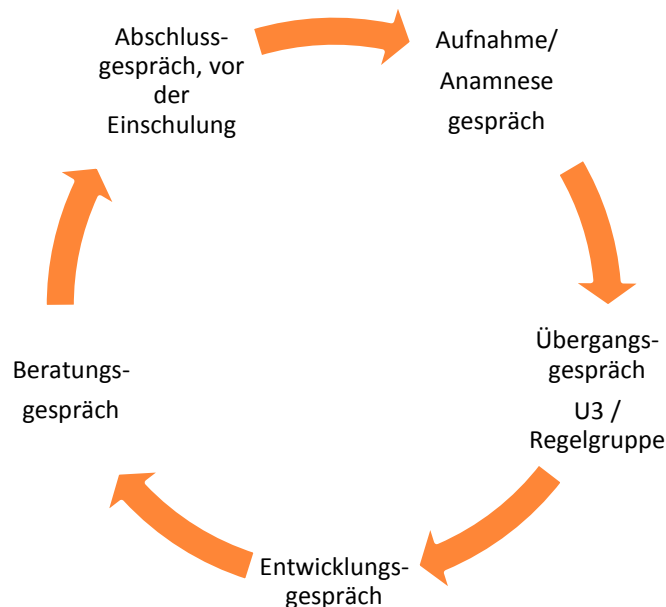 Abschluss-
gespräch, vor
der
Einschulung
Aufnahme/
Anamnese
gespräch
Übergangs-
gespräch
U3 /
Regelgruppe
Entwicklungs-
gespräch
Beratungs-
gespräch